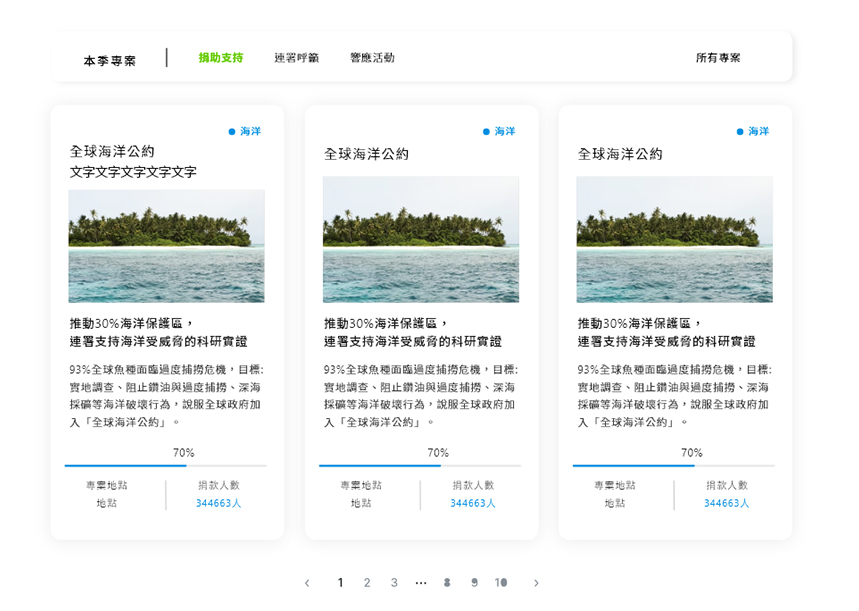 本季專案 捐助支持 連署呼籲 響應活動 所有專案
海洋
全球海洋公約
文字文字文字文字文字
推動30%海洋保護區，
連署支持海洋受威脅的科研實證
93%全球魚種面臨過度捕撈危機，目標:
實地調查、阻止鑽油與過度捕撈、深海
採礦等海洋破壞行為，說服全球政府加
入「全球海洋公約」。
70%
專案地點
地點
捐款人數
344663人
海洋
全球海洋公約
推動30%海洋保護區，
連署支持海洋受威脅的科研實證
93%全球魚種面臨過度捕撈危機，目標:
實地調查、阻止鑽油與過度捕撈、深海
採礦等海洋破壞行為，說服全球政府加
入「全球海洋公約」。
70%
專案地點
地點
捐款人數
344663人
海洋
全球海洋公約
推動30%海洋保護區，
連署支持海洋受威脅的科研實證
93%全球魚種面臨過度捕撈危機，目標:
實地調查、阻止鑽油與過度捕撈、深海
採礦等海洋破壞行為，說服全球政府加
入「全球海洋公約」。
70%
專案地點
地點
捐款人數
344663人
‹ 1 2 3 ··· 8 9 10 ›